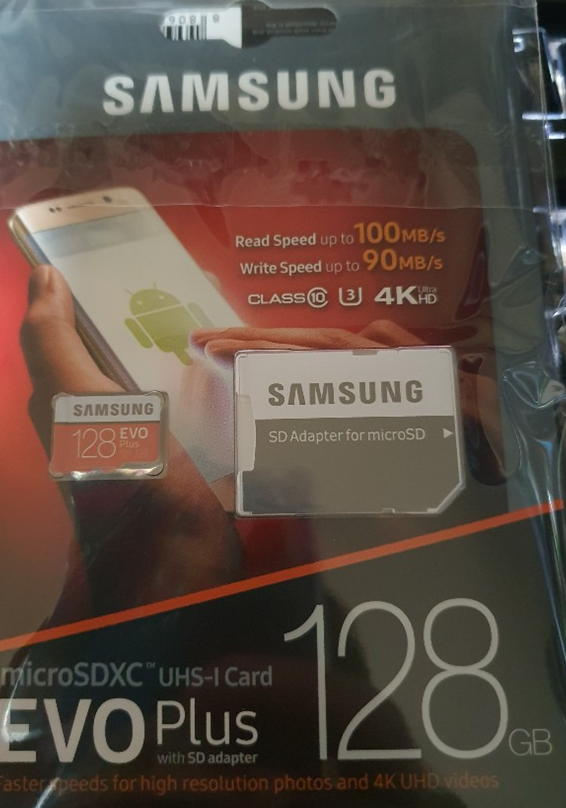 SAMSUNG
Read Speed up to 100MB/s
Write Speed up to 90MB/s
CLASS 10 U3 4K Ultra HD
SAMSUNG
128 EVO Plus
SAMSUNG
SD Adapter for microSD
128 GB
microSDXC™ UHS-I Card
EVO Plus
with SD adapter
Faster speeds for high resolution photos and 4K UHD videos